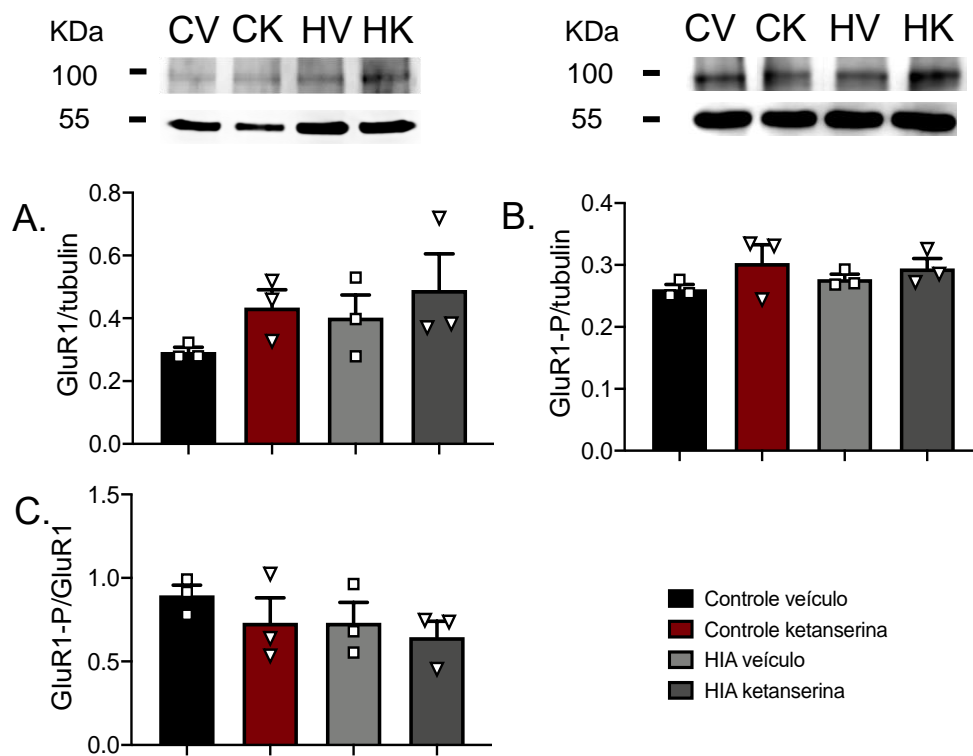 KDa CV CK HV HK
100
55
KDa CV CK HV HK
100
55
A.
GluR1/tubulin
0.8
0.6
0.4
0.2
0.0
B.
GluR1-P/tubulin
0.4
0.3
0.2
0.1
0.0
C.
GluR1-P/GluR1
1.5
1.0
0.5
0.0
Controle veículo
Controle ketanserina
HIA veículo
HIA ketanserina